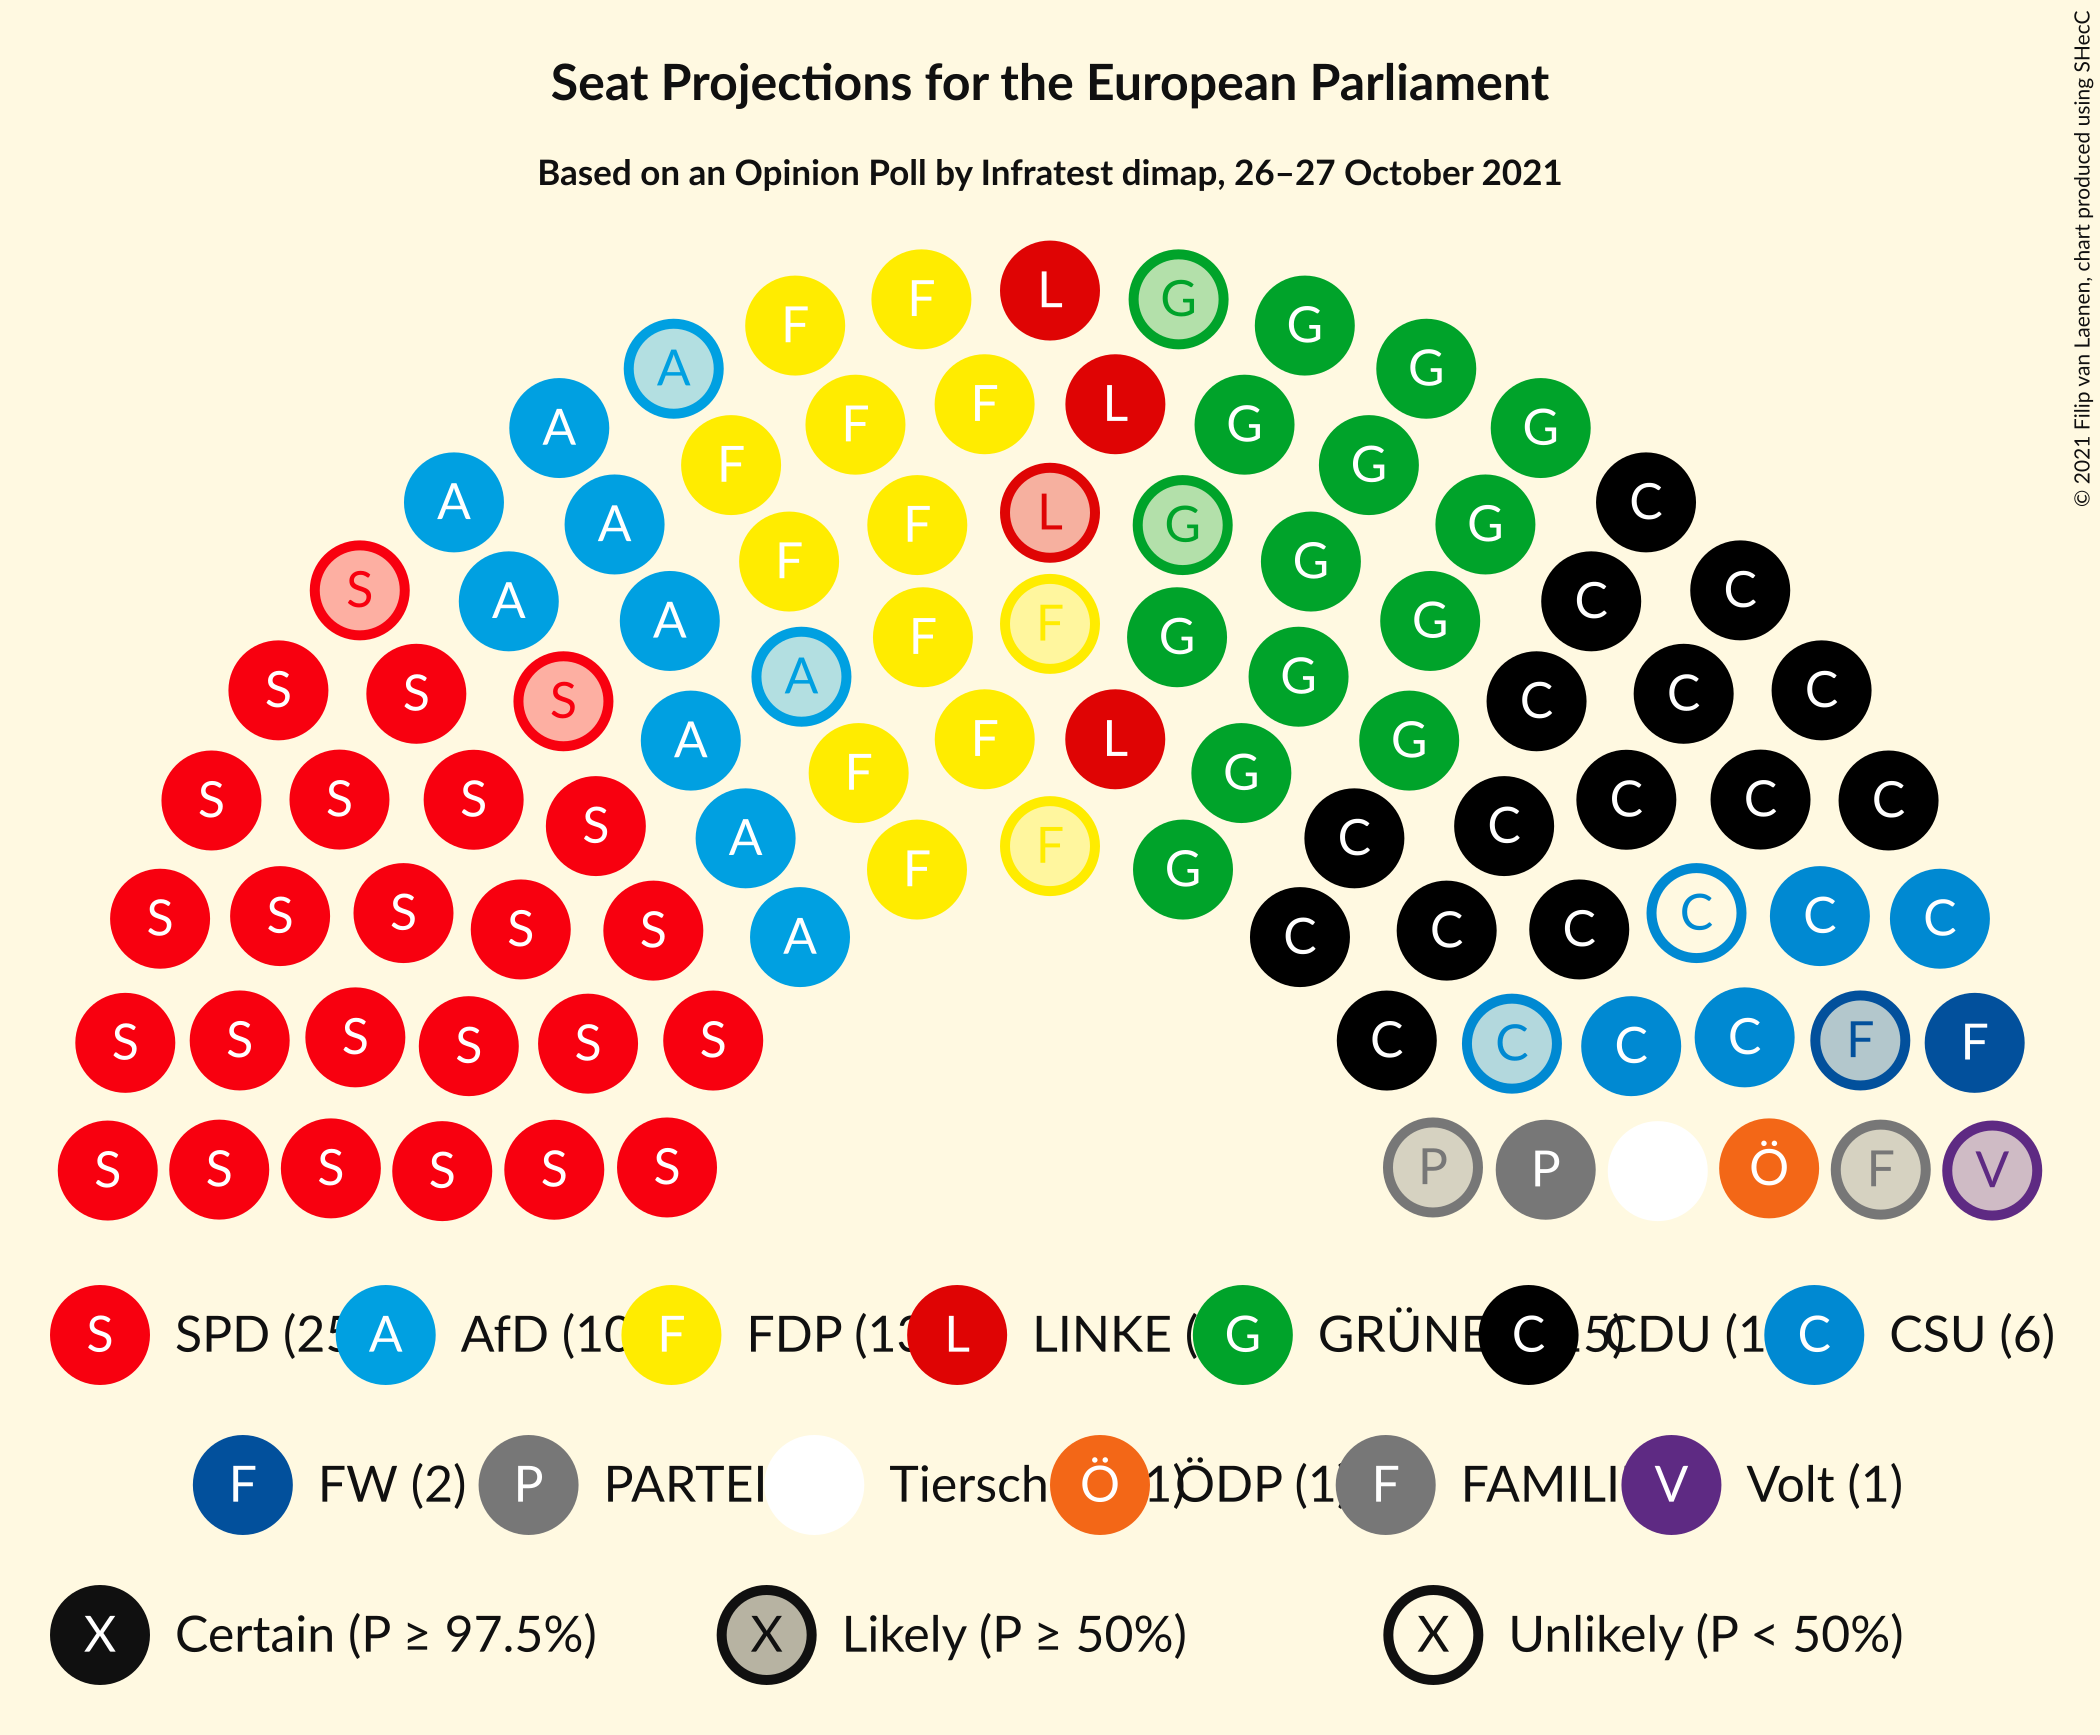 Seat Projections for the European Parliament
Based on an Opinion Poll by Infratest dimap, 26–27 October 2021
© 2021 Filip van Laenen, chart produced using SHecC
F F L G G
A G
A F F L G G
F G
A A F L G G C
F G
S A C C
A F F G G
S S S A G C C C
A F L G
F G
S S S C C C
S A F C C
F G
S S S S S A C C C C C C
S S S S S S C C C C F F
S S S S S S P P Ö F V
S SPD (25 A AfD (10 F FDP (13 L LINKE ( G GRÜNE C 5) CDU (1 C CSU (6)
F FW (2) P PARTEI Tiersch Ö 1) ÖDP (1 F FAMILI V Volt (1)
X Certain (P ≥ 97.5%) X Likely (P ≥ 50%) X Unlikely (P < 50%)